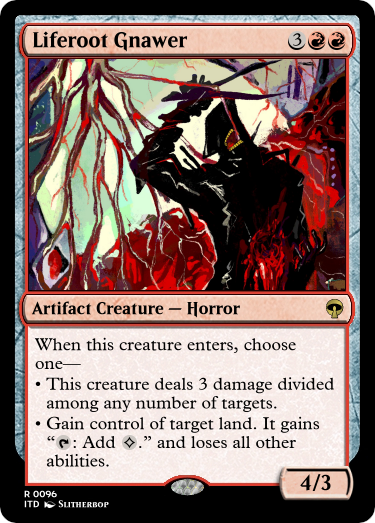 Liferoot Gnawer 3
Artifact Creature — Horror
When this creature enters, choose
one—
• This creature deals 3 damage divided
among any number of targets.
• Gain control of target land. It gains
“: Add .” and loses all other
abilities.
4/3
R 0096
ITD SLITHERBOP